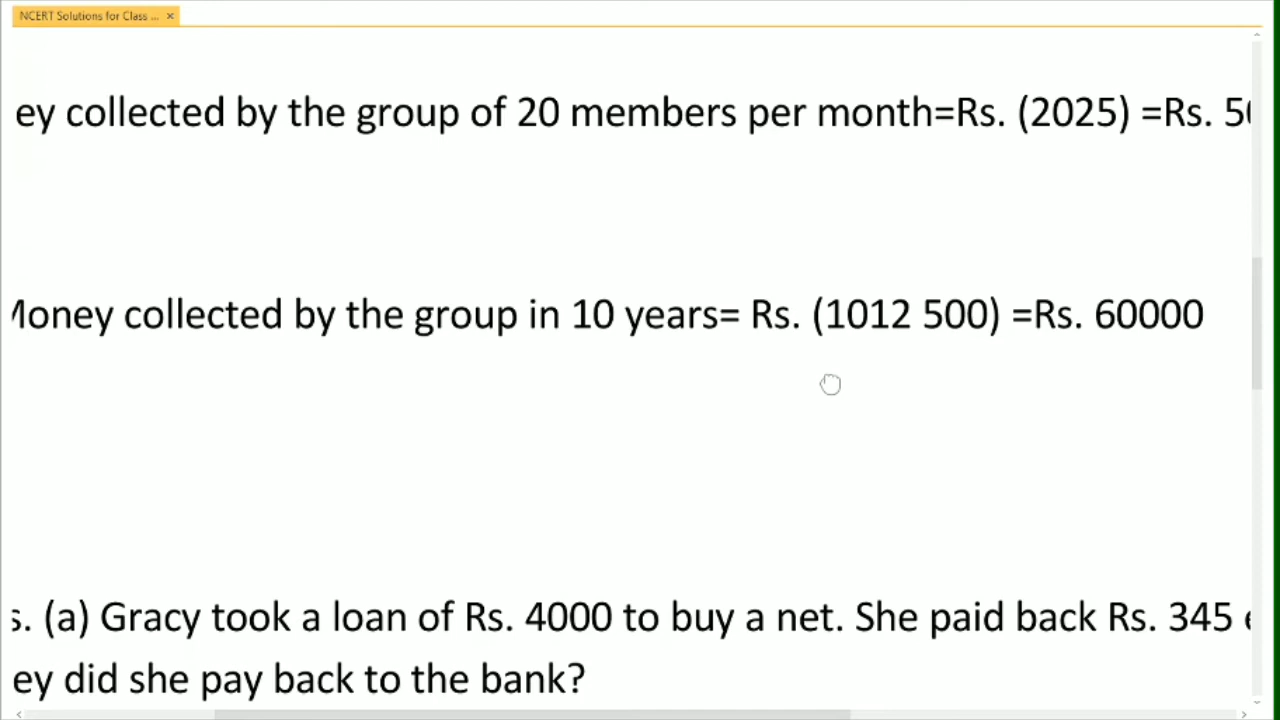 NCERT Solutions for Class ...
ey collected by the group of 20 members per month=Rs. (2025) =Rs. 50
Money collected by the group in 10 years= Rs. (1012 500) =Rs. 60000
s. (a) Gracy took a loan of Rs. 4000 to buy a net. She paid back Rs. 345
ey did she pay back to the bank?